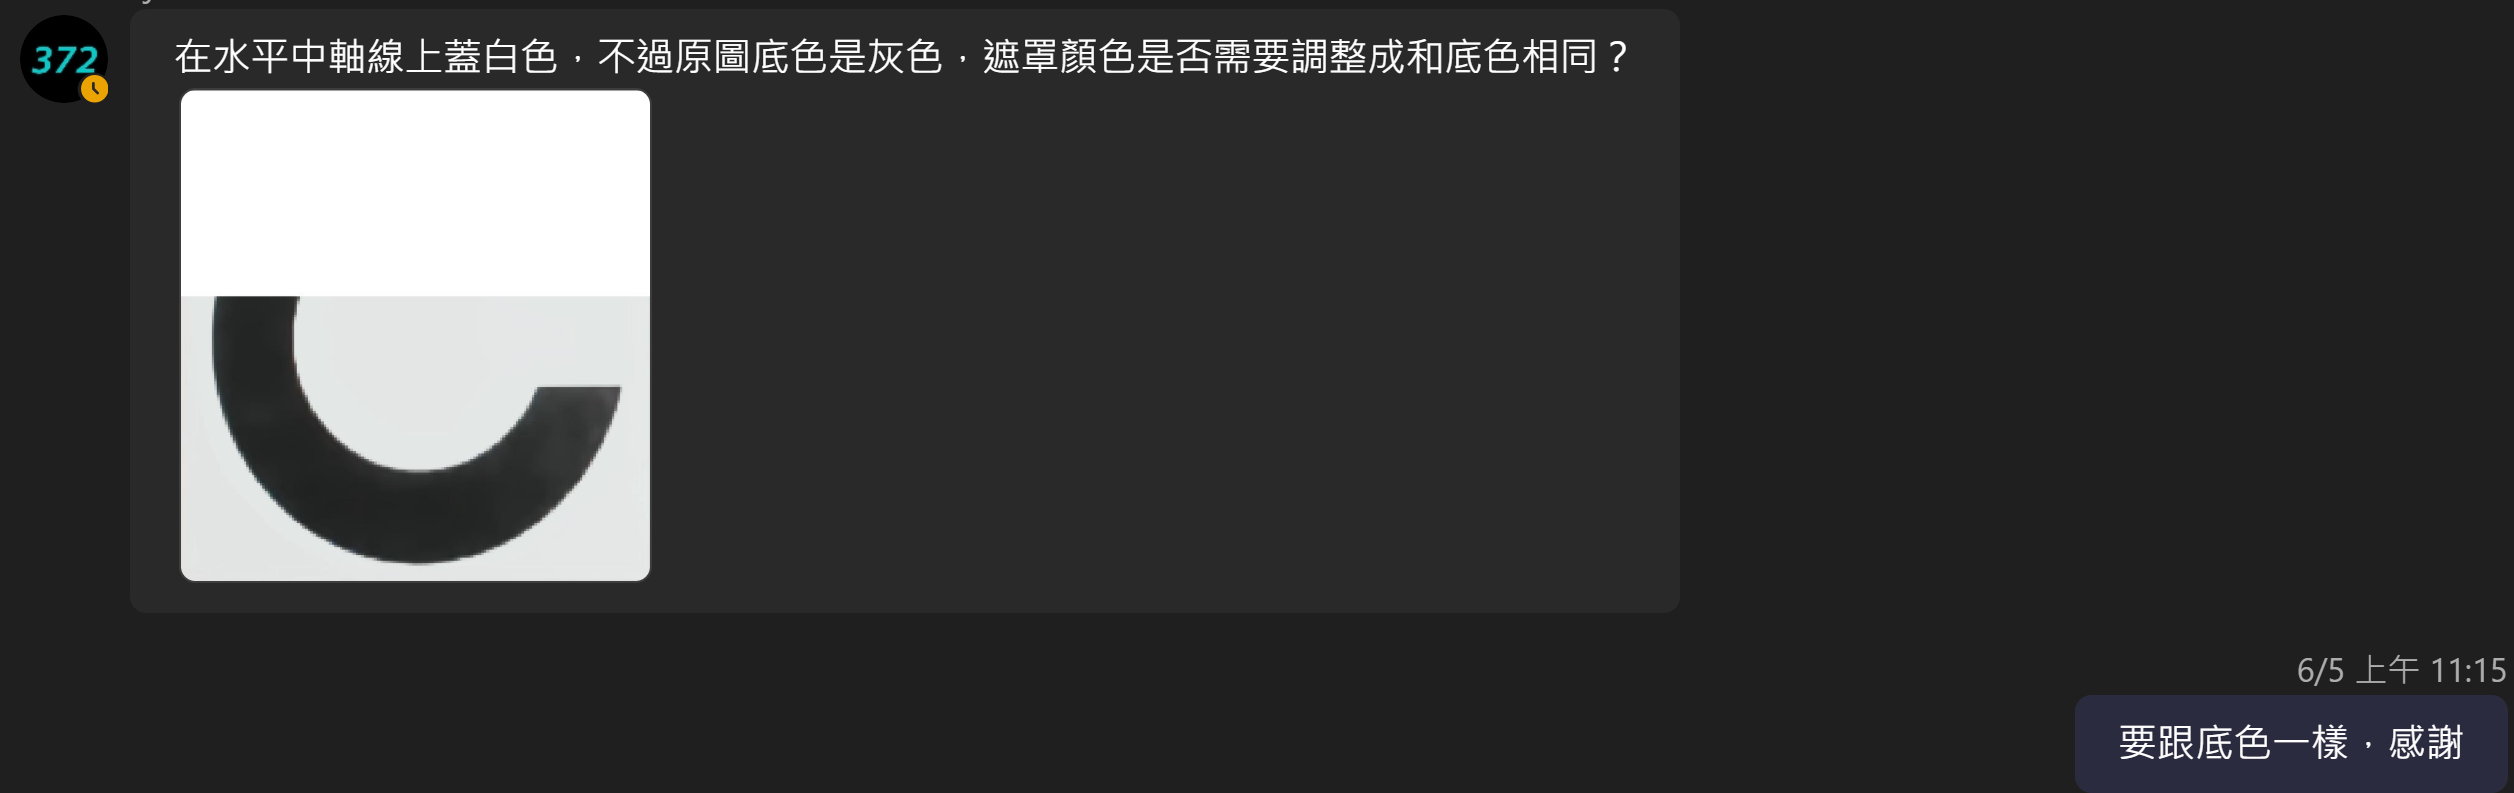 372
在水平中軸線上蓋白色，不過原圖底色是灰色，遮罩顏色是否需要調整成和底色相同？
6/5 上午 11:15
要跟底色一樣，感謝